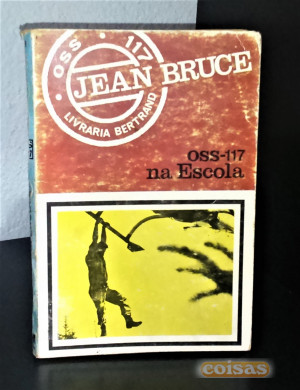 OSS 117
JEAN BRUCE
LIVRARIA BERTRAND
OSS-117
na Escola
coisas